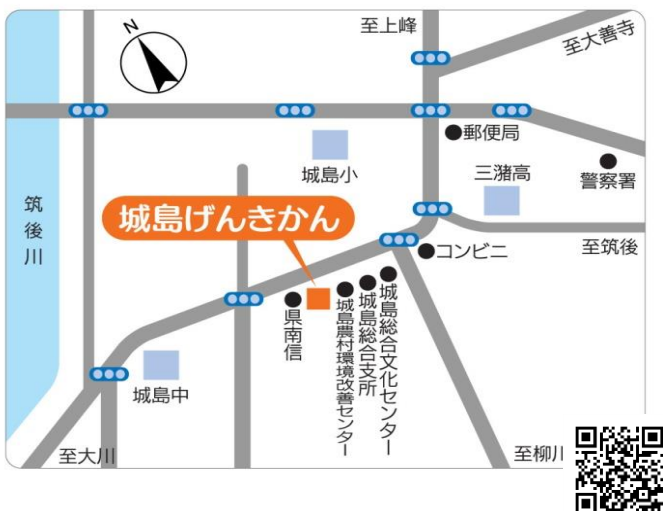 N
至上峰
至大善寺
郵便局
城島小
三潴高
警察署
筑後川
城島げんきかん
コンビニ
至筑後
県南信
城島農村環境改善センター
城島総合支所
城島総合文化センター
城島中
至大川
至柳川